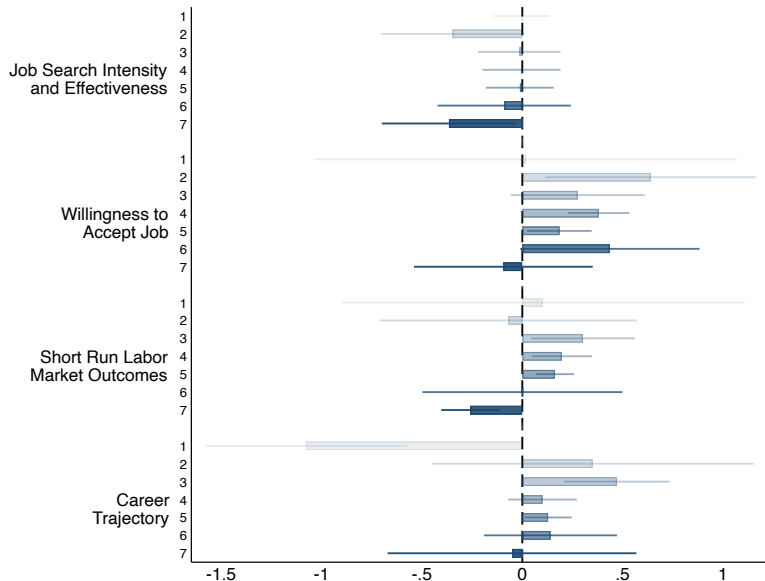 1
2
3
Job Search Intensity 4
and Effectiveness 5
6
7
1
2
3
Willingness to 4
Accept Job 5
6
7
1
2
3
Short Run Labor 4
Market Outcomes 5
6
7
1
2
3
Career 4
Trajectory 5
6
7
-1.5 -1 -.5 0 .5 1